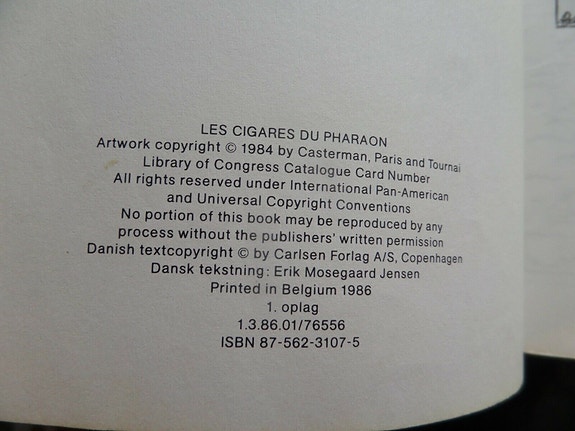 LES CIGARES DU PHARAON
Artwork copyright © 1984 by Casterman, Paris and Tournai
Library of Congress Catalogue Card Number
All rights reserved under International Pan-American
and Universal Copyright Conventions
No portion of this book may be reproduced by any
process without the publishers' written permission
Danish textcopyright © by Carlsen Forlag A/S, Copenhagen
Dansk tekstning: Erik Mosegaard Jensen
Printed in Belgium 1986
1. oplag
1.3.86.01/76556
ISBN 87-562-3107-5